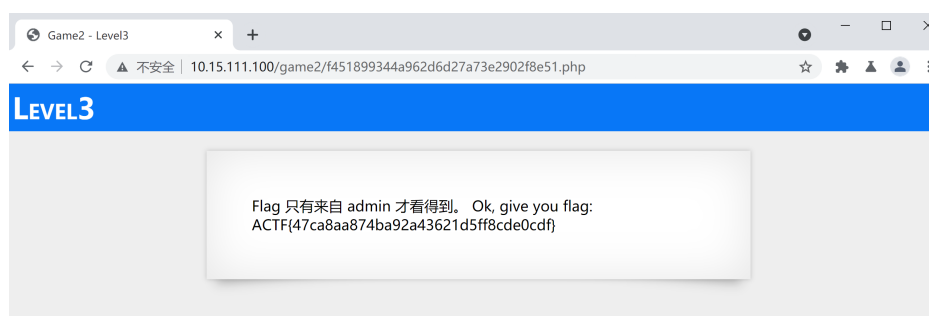 Game2 - Level3
不安全 10.15.111.100/game2/f451899344a962d6d27a73e2902f8e51.php
LEVEL3
Flag 只有来自 admin 才看得到。 Ok, give you flag:
ACTF{47ca8aa874ba92a43621d5ff8cde0cdf}